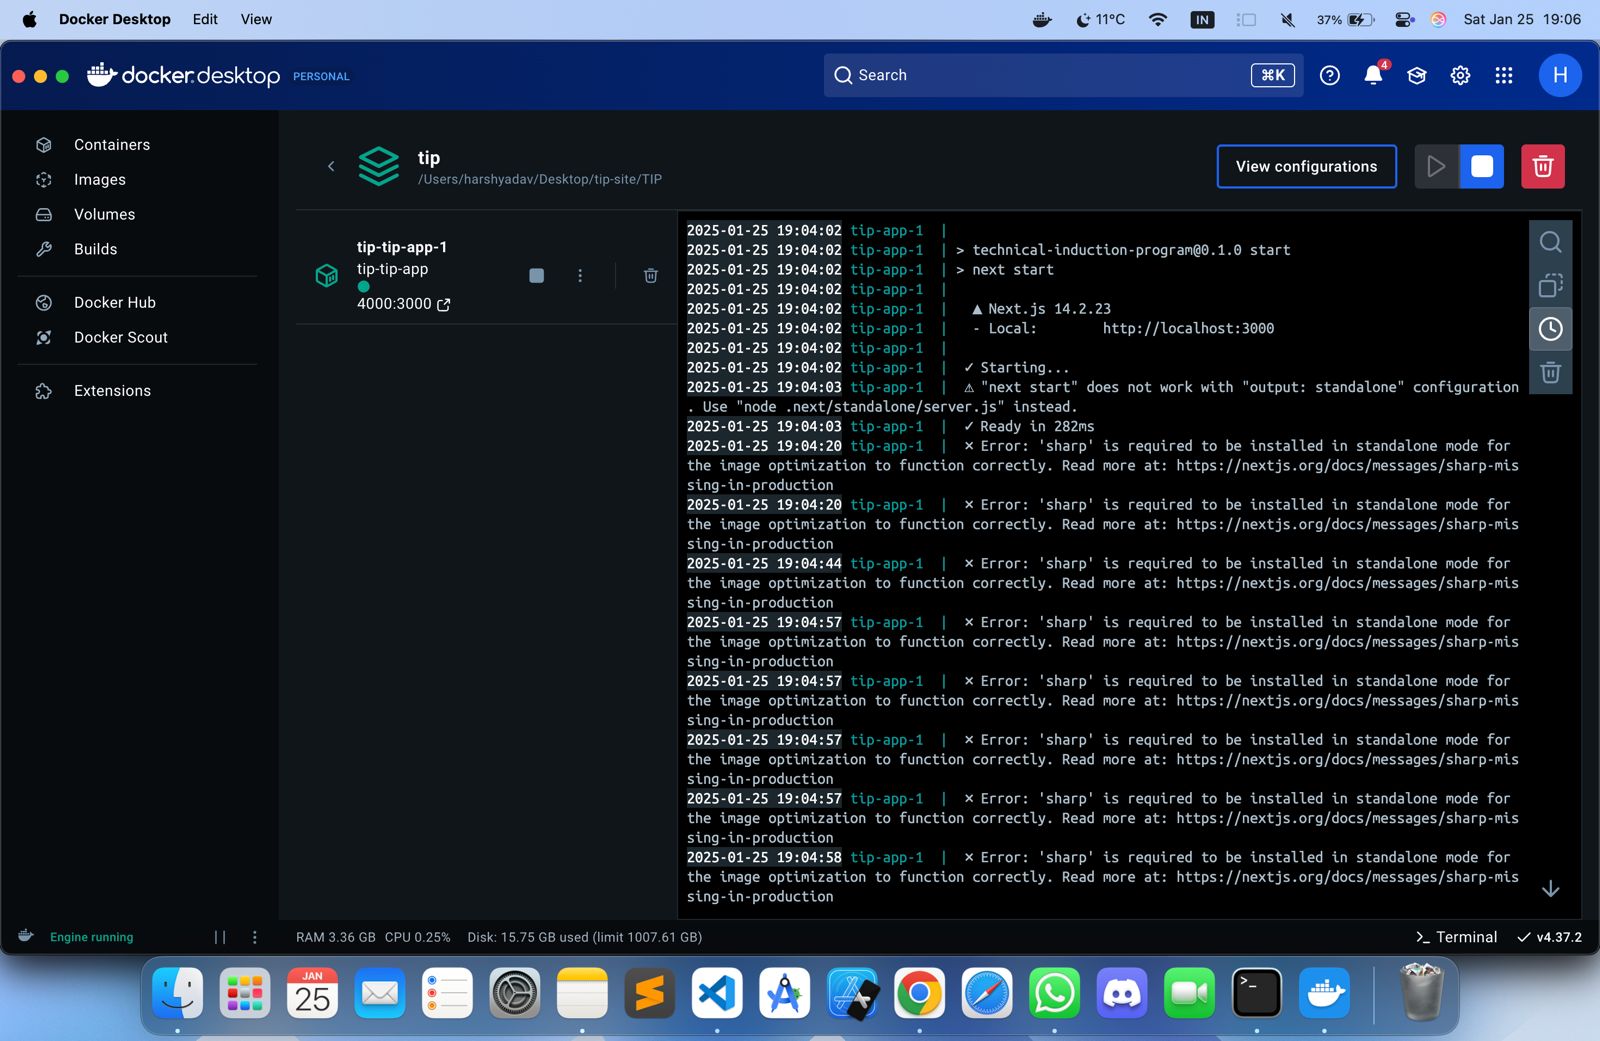 Docker Desktop Edit View 11°C IN 37% Sat Jan 25 19:06
docker.desktop PERSONAL Search ⌘K 4 H
Containers
Images
Volumes
Builds
Docker Hub
Docker Scout
Extensions
tip
/Users/harshyadav/Desktop/tip-site/TIP
View configurations
tip-tip-app-1
tip-tip-app
4000:3000
2025-01-25 19:04:02 tip-app-1 |
2025-01-25 19:04:02 tip-app-1 | > technical-induction-program@0.1.0 start
2025-01-25 19:04:02 tip-app-1 | > next start
2025-01-25 19:04:02 tip-app-1 |
2025-01-25 19:04:02 tip-app-1 | ▲ Next.js 14.2.23
2025-01-25 19:04:02 tip-app-1 | - Local: http://localhost:3000
2025-01-25 19:04:02 tip-app-1 |
2025-01-25 19:04:02 tip-app-1 | ✓ Starting...
2025-01-25 19:04:03 tip-app-1 | ⚠ "next start" does not work with "output: standalone" configuration
. Use "node .next/standalone/server.js" instead.
2025-01-25 19:04:03 tip-app-1 | ✓ Ready in 282ms
2025-01-25 19:04:20 tip-app-1 | ⨯ Error: 'sharp' is required to be installed in standalone mode for
the image optimization to function correctly. Read more at: https://nextjs.org/docs/messages/sharp-mis
sing-in-production
2025-01-25 19:04:20 tip-app-1 | ⨯ Error: 'sharp' is required to be installed in standalone mode for
the image optimization to function correctly. Read more at: https://nextjs.org/docs/messages/sharp-mis
sing-in-production
2025-01-25 19:04:44 tip-app-1 | ⨯ Error: 'sharp' is required to be installed in standalone mode for
the image optimization to function correctly. Read more at: https://nextjs.org/docs/messages/sharp-mis
sing-in-production
2025-01-25 19:04:57 tip-app-1 | ⨯ Error: 'sharp' is required to be installed in standalone mode for
the image optimization to function correctly. Read more at: https://nextjs.org/docs/messages/sharp-mis
sing-in-production
2025-01-25 19:04:57 tip-app-1 | ⨯ Error: 'sharp' is required to be installed in standalone mode for
the image optimization to function correctly. Read more at: https://nextjs.org/docs/messages/sharp-mis
sing-in-production
2025-01-25 19:04:57 tip-app-1 | ⨯ Error: 'sharp' is required to be installed in standalone mode for
the image optimization to function correctly. Read more at: https://nextjs.org/docs/messages/sharp-mis
sing-in-production
2025-01-25 19:04:57 tip-app-1 | ⨯ Error: 'sharp' is required to be installed in standalone mode for
the image optimization to function correctly. Read more at: https://nextjs.org/docs/messages/sharp-mis
sing-in-production
2025-01-25 19:04:58 tip-app-1 | ⨯ Error: 'sharp' is required to be installed in standalone mode for
the image optimization to function correctly. Read more at: https://nextjs.org/docs/messages/sharp-mis
sing-in-production
Engine running RAM 3.36 GB CPU 0.25% Disk: 15.75 GB used (limit 1007.61 GB) >_ Terminal ✓ v4.37.2
JAN
25